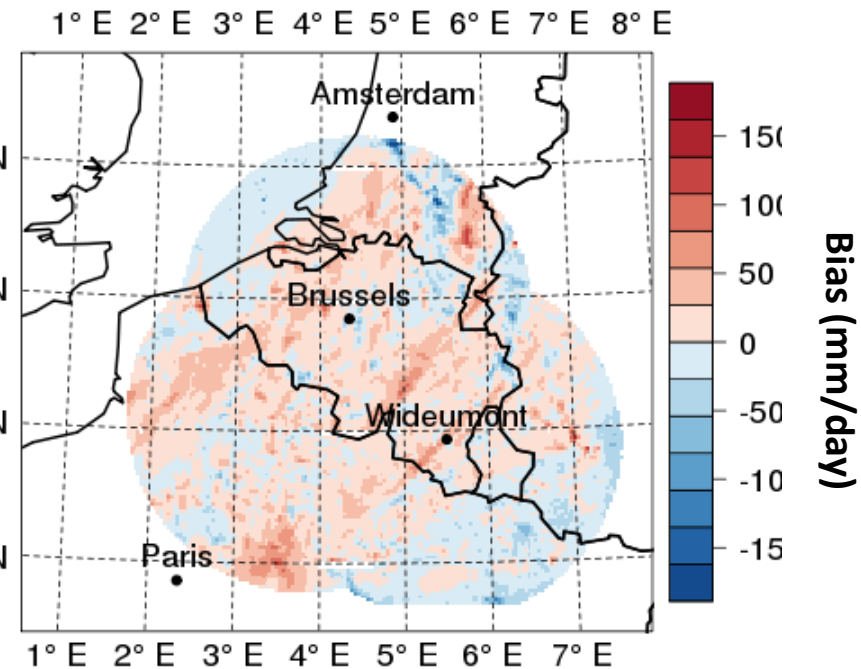 1° E 2° E 3° E 4° E 5° E 6° E 7° E 8° E
Amsterdam
N
150
100
N
50
Brussels
0
Bias (mm/day)
-50
Wideumont
N
-10
-15
Paris
N
1° E 2° E 3° E 4° E 5° E 6° E 7° E